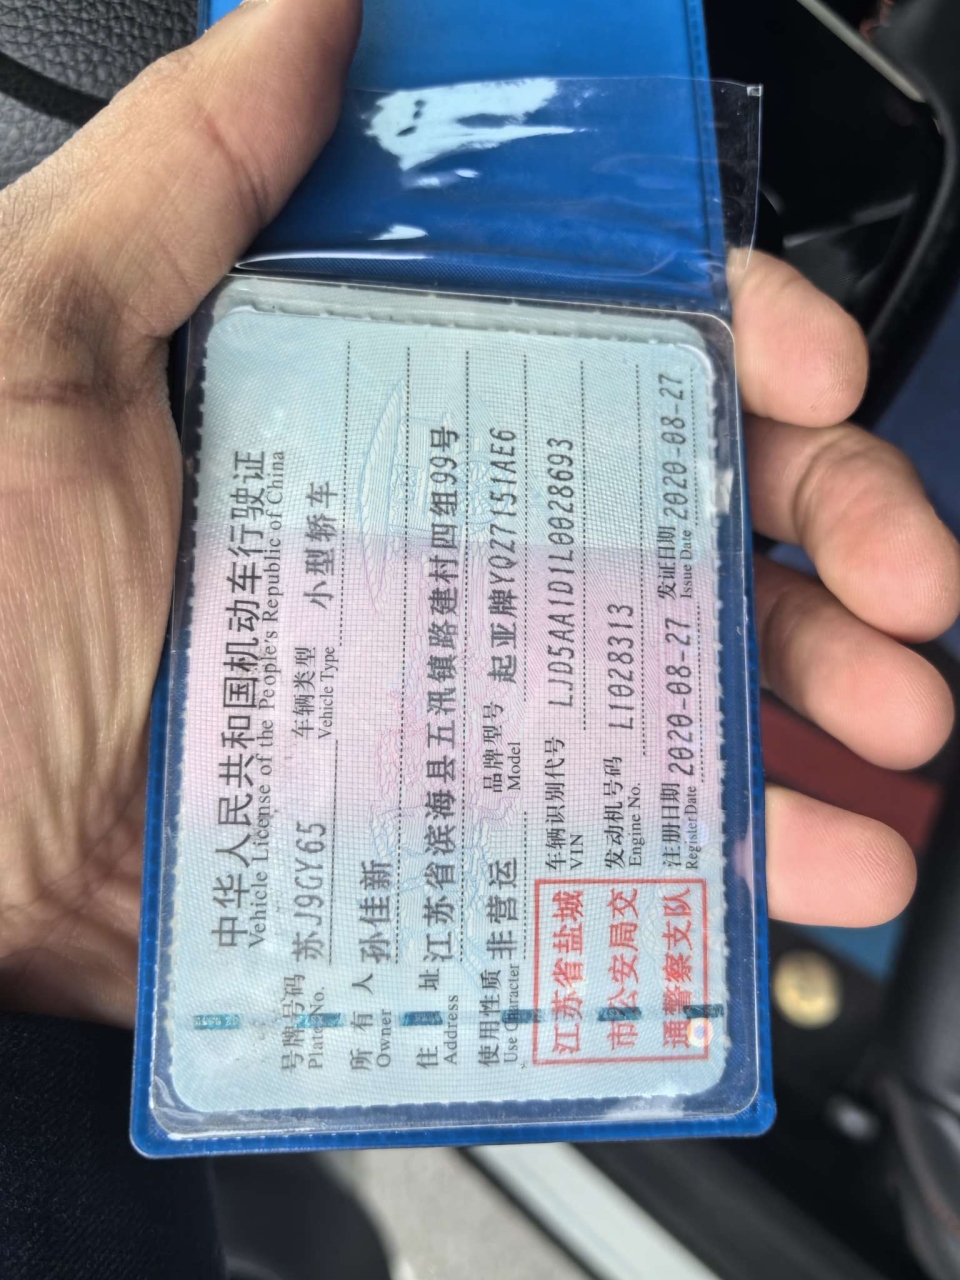 中华人民共和国机动车行驶证
Vehicle License of the People's Republic of China
号牌号码 苏J9GY65 车辆类型 小型轿车
Plate No. Vehicle Type
所有人 孙佳新
Owner
住址 江苏省滨海县五汛镇路建村四组99号
Address
使用性质 非营运 品牌型号 起亚牌YQZ7151AE6
Use Character Model
车辆识别代号 LJD5AA1D1L0028693
VIN
发动机号码 L1028313
Engine No.
注册日期 2020-08-27 发证日期 2020-08-27
Register Date Issue Date
江苏省盐城
市公安局交
通警察支队